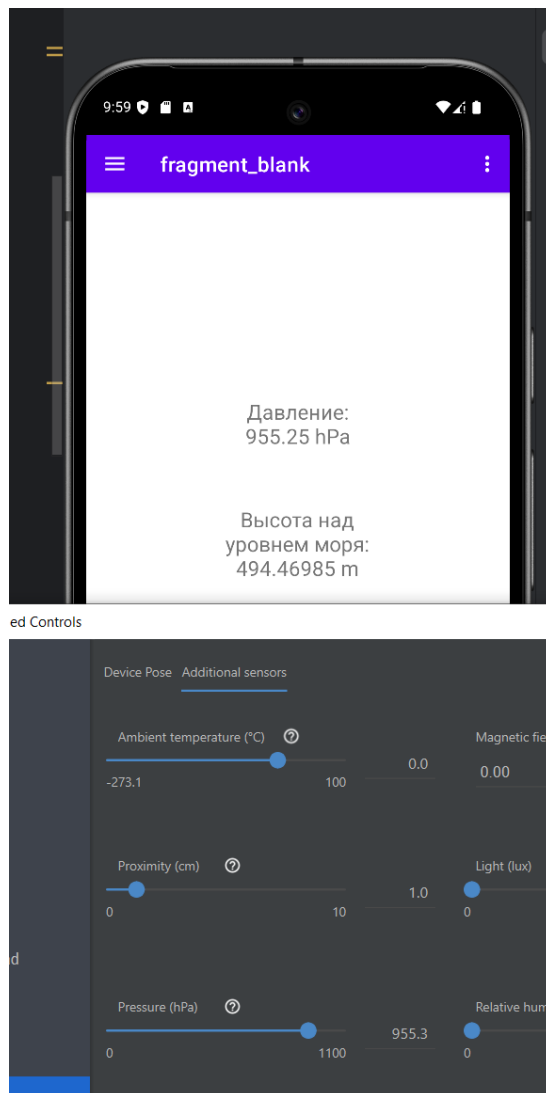 9:59
fragment_blank
Давление:
955.25 hPa
Высота над
уровнем моря:
494.46985 m
ed Controls
Device Pose Additional sensors
Ambient temperature (°C)
Magnetic fie
0.0
0.00
-273.1 100
Proximity (cm)
Light (lux)
1.0
0 10 0
d
Pressure (hPa)
Relative hum
955.3
0 1100 0